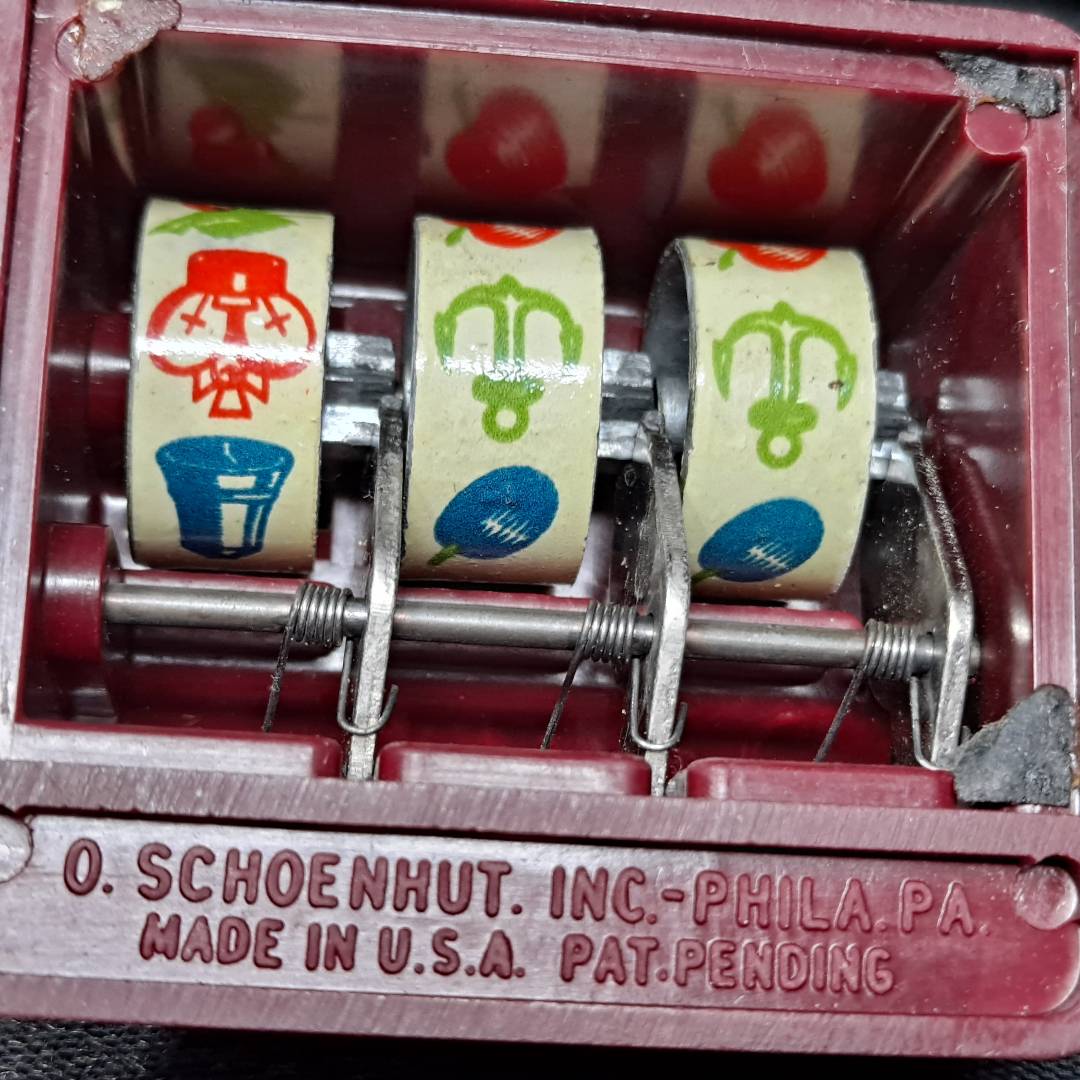 O. SCHOENHUT. INC.-PHILA. PA.
MADE IN U.S.A. PAT. PENDING